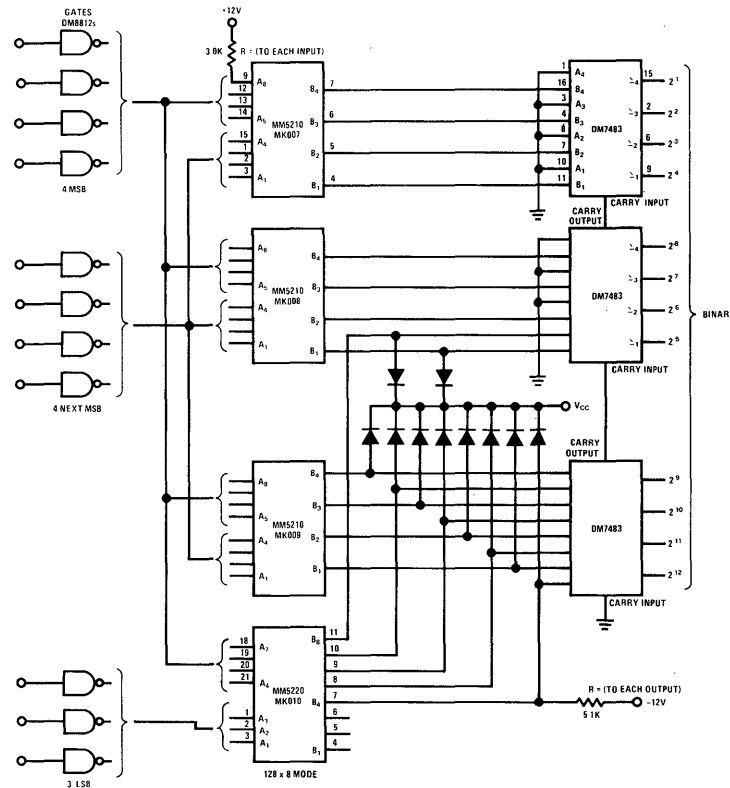 GATES
DM8812s
+12V
3 0K
R = (TO EACH INPUT)
4 MSB
9
12
13
14
15
1
2
3
A8
A5
A4
A1
MM5210
MK007
B4
B3
B2
B1
7
6
5
4
1
16
3
4
8
7
10
11
A4
B4
A3
B3
A2
B2
A1
B1
DM7483
Σ4
Σ3
Σ2
Σ1
15
2
6
9
2 1
2 2
2 3
2 4
CARRY INPUT
CARRY
OUTPUT
4 NEXT MSB
A8
A5
A4
A1
MM5210
MK008
B4
B3
B2
B1
DM7483
Σ4
Σ3
Σ2
Σ1
2 8
2 7
2 6
2 5
CARRY INPUT
BINAR
VCC
CARRY
OUTPUT
A8
A5
A4
A1
MM5210
MK009
B4
B3
B2
B1
DM7483
2 9
2 10
2 11
2 12
CARRY INPUT
18
19
20
21
1
2
3
A7
A4
A3
A2
A1
MM5220
MK010
B8
B4
B1
11
10
9
8
7
6
5
4
128 x 8 MODE
R = (TO EACH OUTPUT)
5 1K
-12V
3 LSB